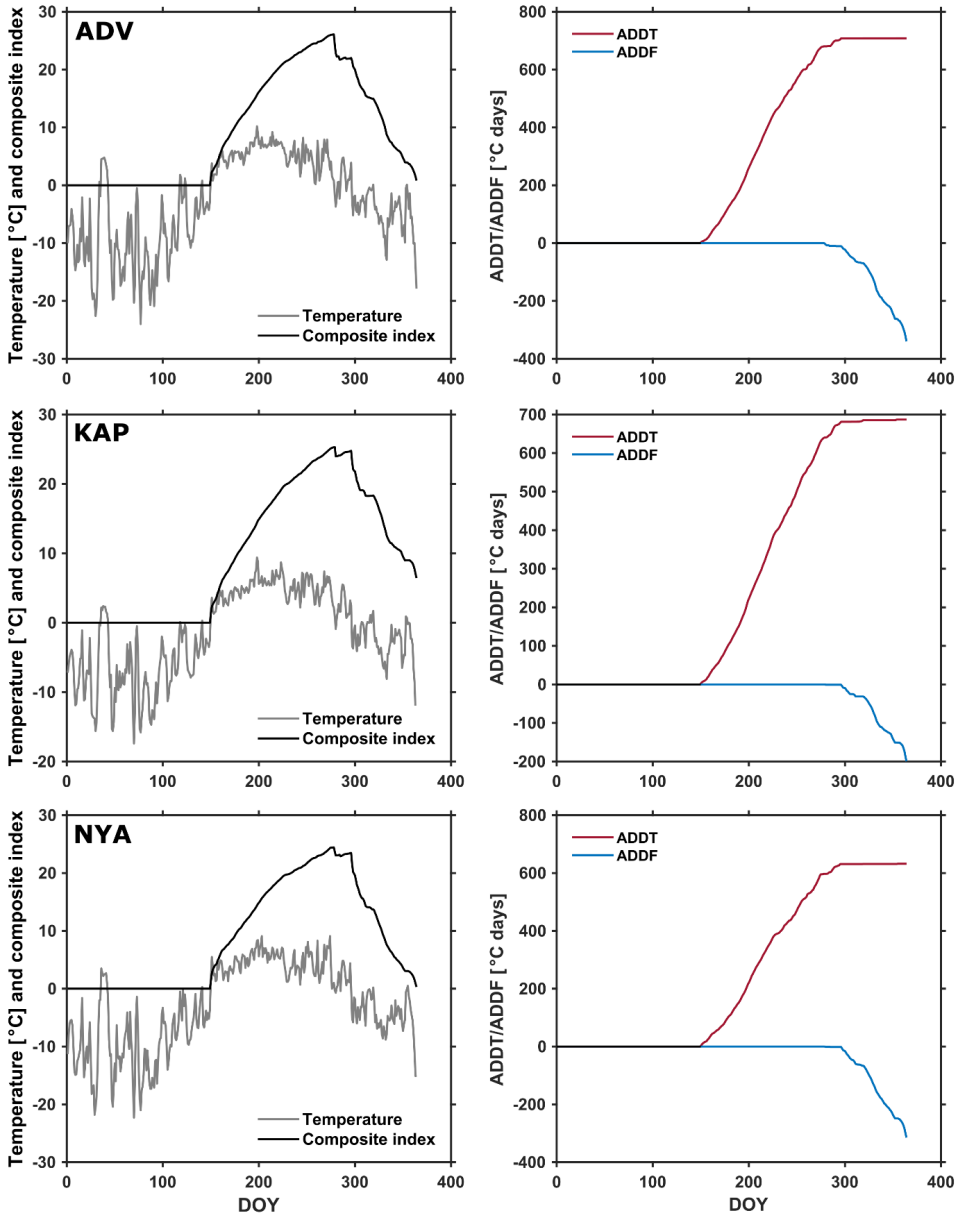 ADV
Temperature [°C] and composite index
30
20
10
0
-10
-20
-30
0 100 200 300 400
Temperature
Composite index
ADDT/ADDF [°C days]
800
600
400
200
0
-200
-400
0 100 200 300 400
ADDT
ADDF
KAP
Temperature [°C] and composite index
30
20
10
0
-10
-20
0 100 200 300 400
Temperature
Composite index
ADDT/ADDF [°C days]
700
600
500
400
300
200
100
0
-100
-200
0 100 200 300 400
ADDT
ADDF
NYA
Temperature [°C] and composite index
30
20
10
0
-10
-20
-30
0 100 200 300 400
DOY
Temperature
Composite index
ADDT/ADDF [°C days]
800
600
400
200
0
-200
-400
0 100 200 300 400
DOY
ADDT
ADDF